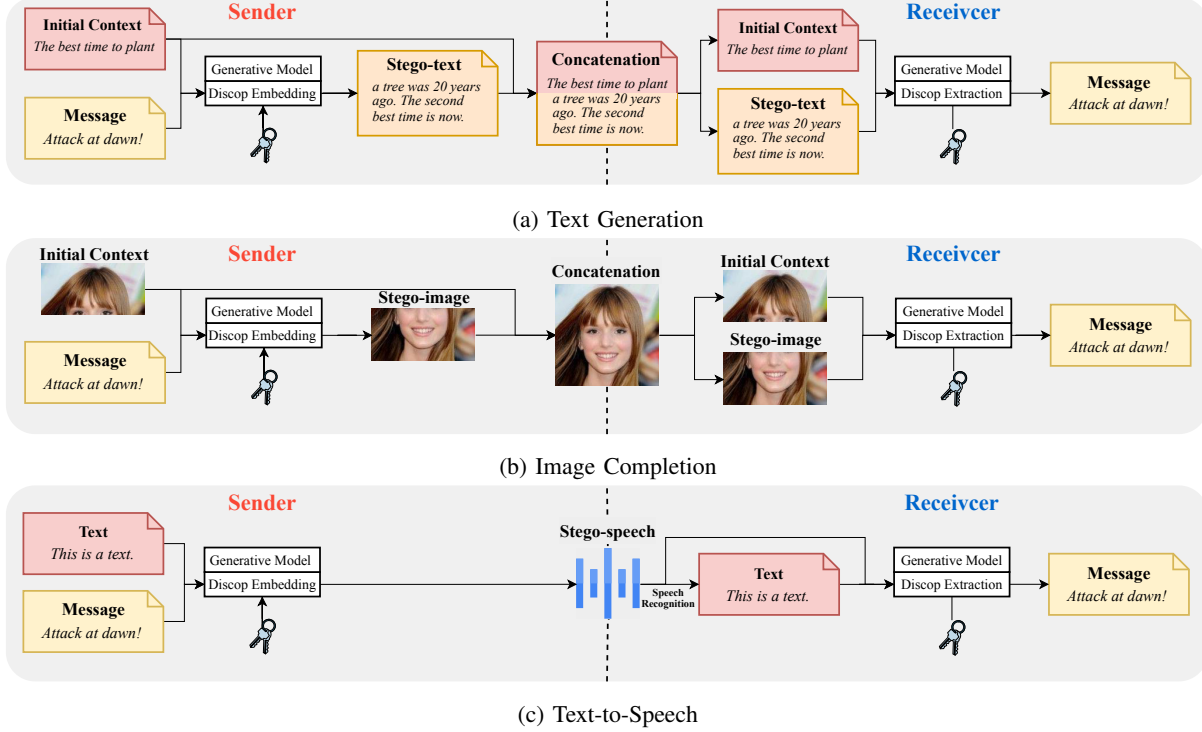 Sender
Receivcer
Initial Context
The best time to plant
Message
Attack at dawn!
Generative Model
Discop Embedding
Stego-text
a tree was 20 years
ago. The second
best time is now.
Concatenation
The best time to plant
a tree was 20 years
ago. The second
best time is now.
Initial Context
The best time to plant
Stego-text
a tree was 20 years
ago. The second
best time is now.
Generative Model
Discop Extraction
Message
Attack at dawn!
(a) Text Generation
Sender
Receivcer
Initial Context
Message
Attack at dawn!
Generative Model
Discop Embedding
Stego-image
Concatenation
Initial Context
Stego-image
Generative Model
Discop Extraction
Message
Attack at dawn!
(b) Image Completion
Sender
Receivcer
Text
This is a text.
Message
Attack at dawn!
Generative Model
Discop Embedding
Stego-speech
Speech
Recognition
Text
This is a text.
Generative Model
Discop Extraction
Message
Attack at dawn!
(c) Text-to-Speech